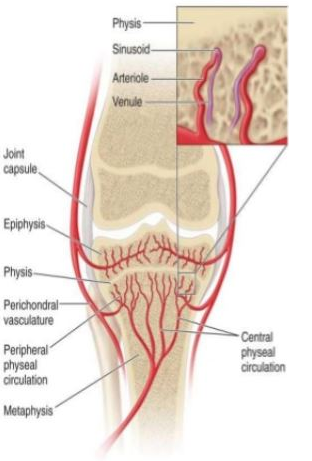 Physis
Sinusoid
Arteriole
Venule
Joint
capsule
Epiphysis
Physis
Perichondral
vasculature
Peripheral
physeal
circulation
Metaphysis
Central
physeal
circulation